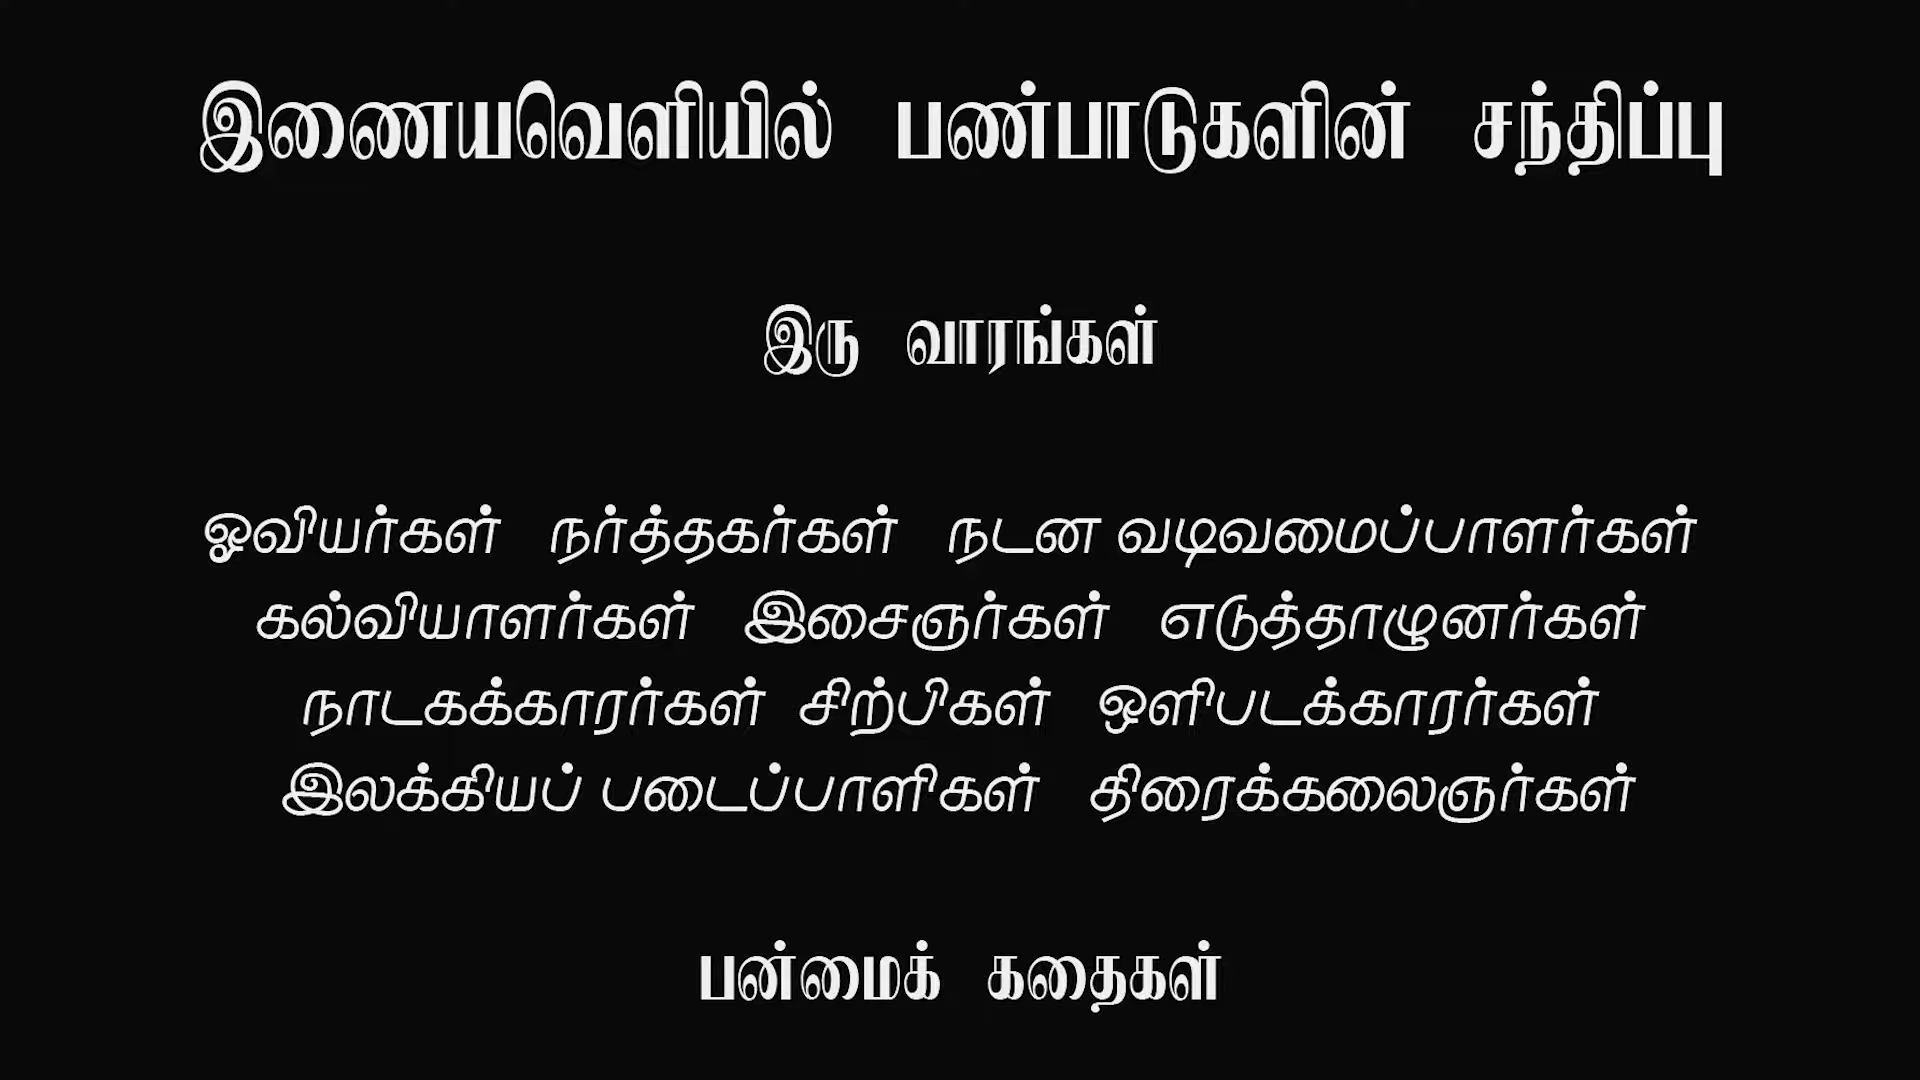 இணையவெளியில் பண்பாடுகளின் சந்திப்பு
இரு வாரங்கள்
ஓவியர்கள் நர்த்தகர்கள் நடன வடிவமைப்பாளர்கள்
கல்வியாளர்கள் இசைஞர்கள் எடுத்தாழுனர்கள்
நாடகக்காரர்கள் சிற்பிகள் ஒளிபடக்காரர்கள்
இலக்கியப் படைப்பாளிகள் திரைக்கலைஞர்கள்
பன்மைக் கதைகள்